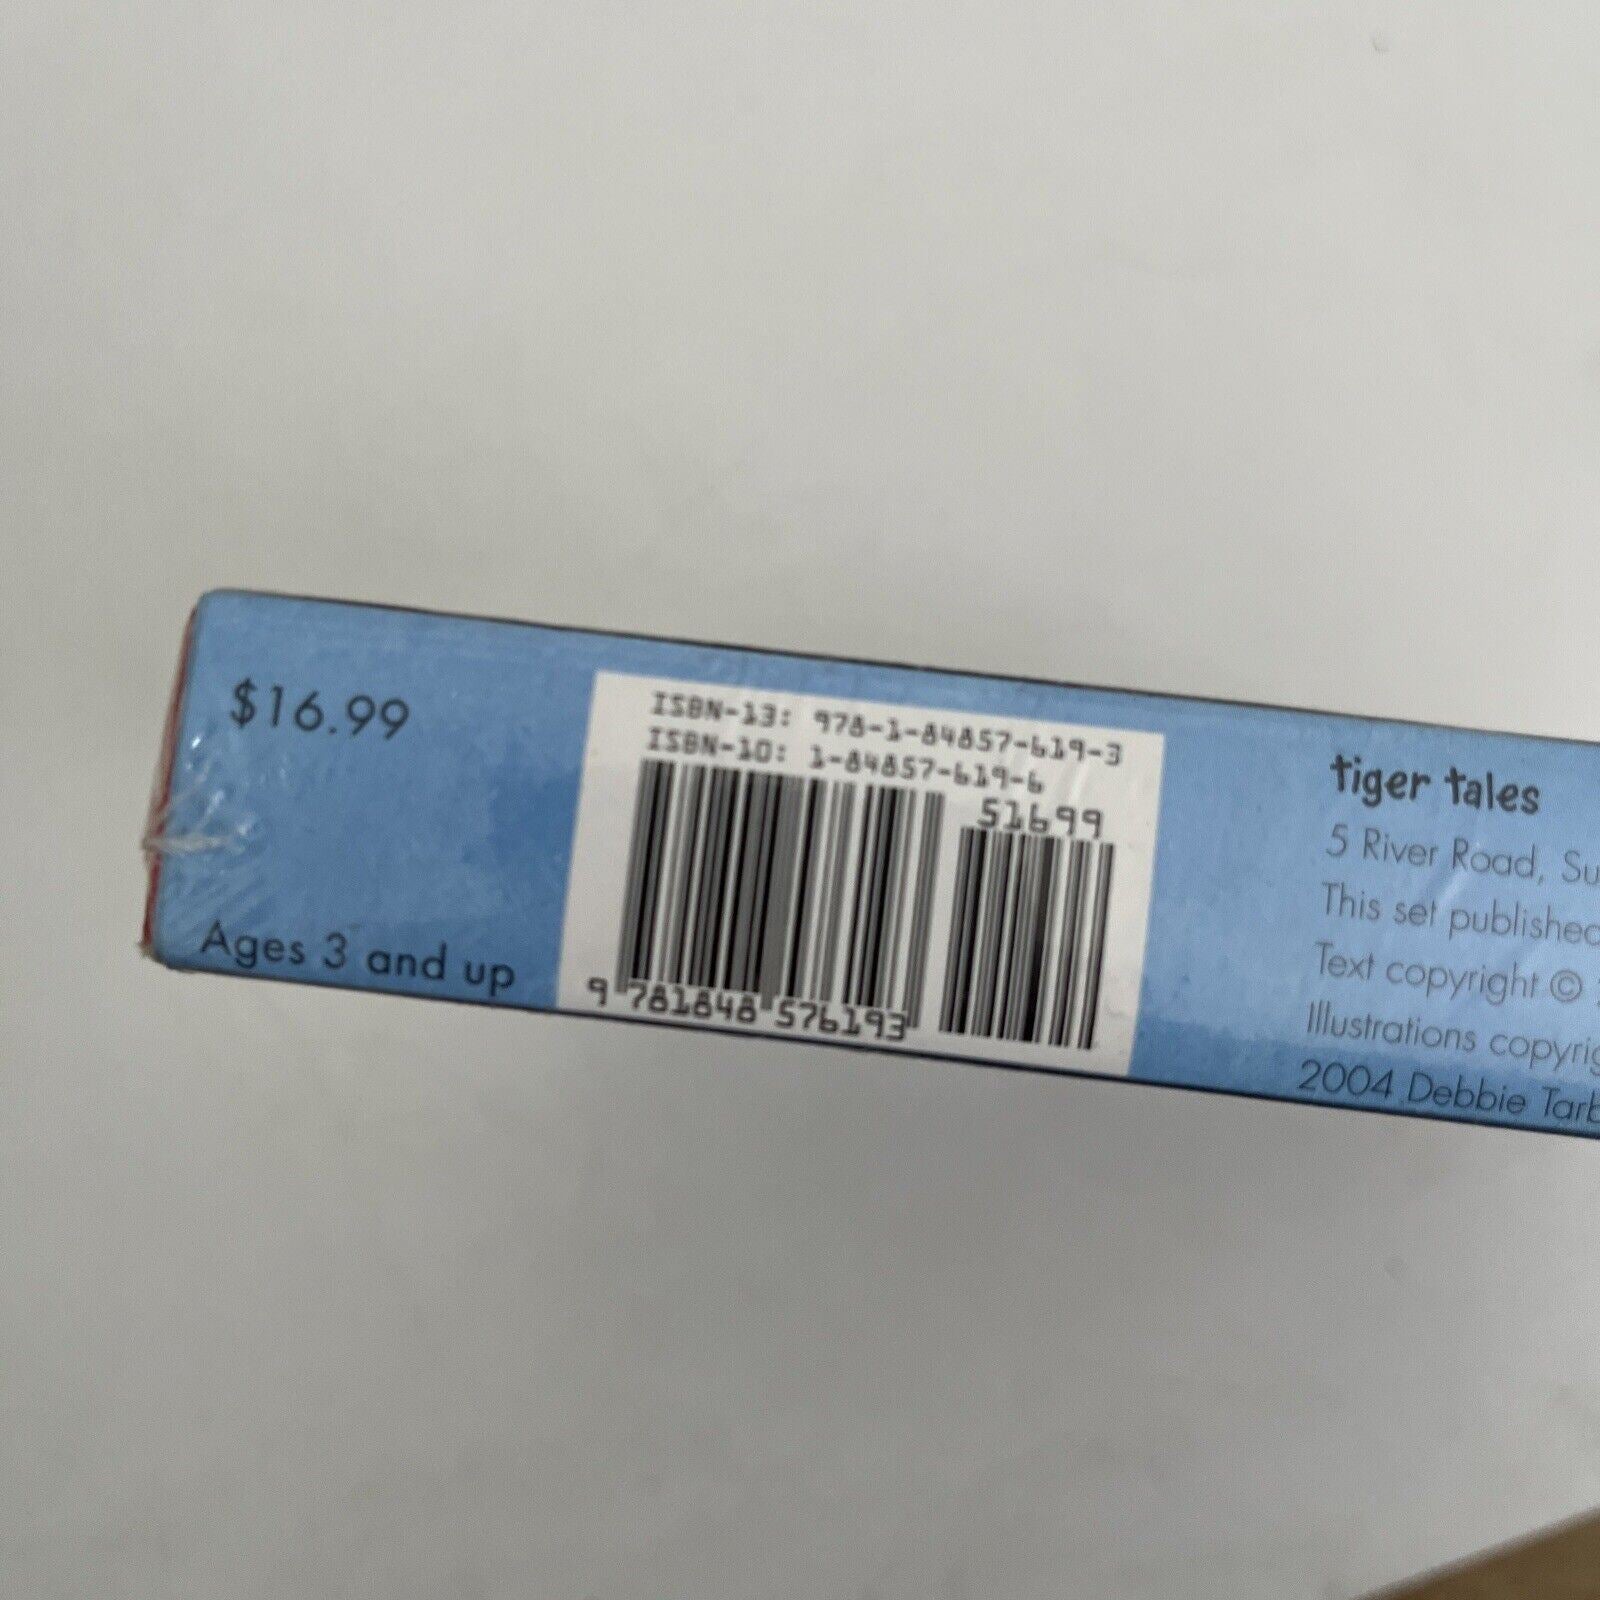 $16.99
Ages 3 and up
ISBN-13: 978-1-84857-619-3
ISBN-10: 1-84857-619-6
51699
9 781848 576193
tiger tales
5 River Road,
This set published
Text copyright ©
Illustrations
2004 Debbie